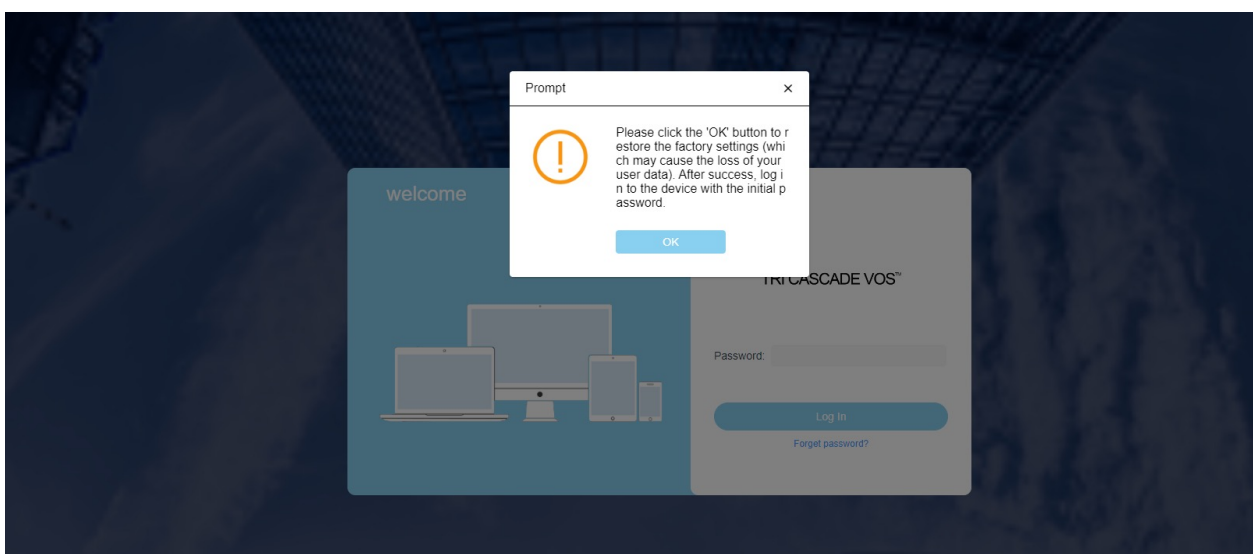 Prompt
×
Please click the 'OK' button to r
estore the factory settings (whi
ch may cause the loss of your
user data). After success, log i
n to the device with the initial p
assword.
OK
welcome
TRI CASCADE VOS™
Password:
Log In
Forget password?